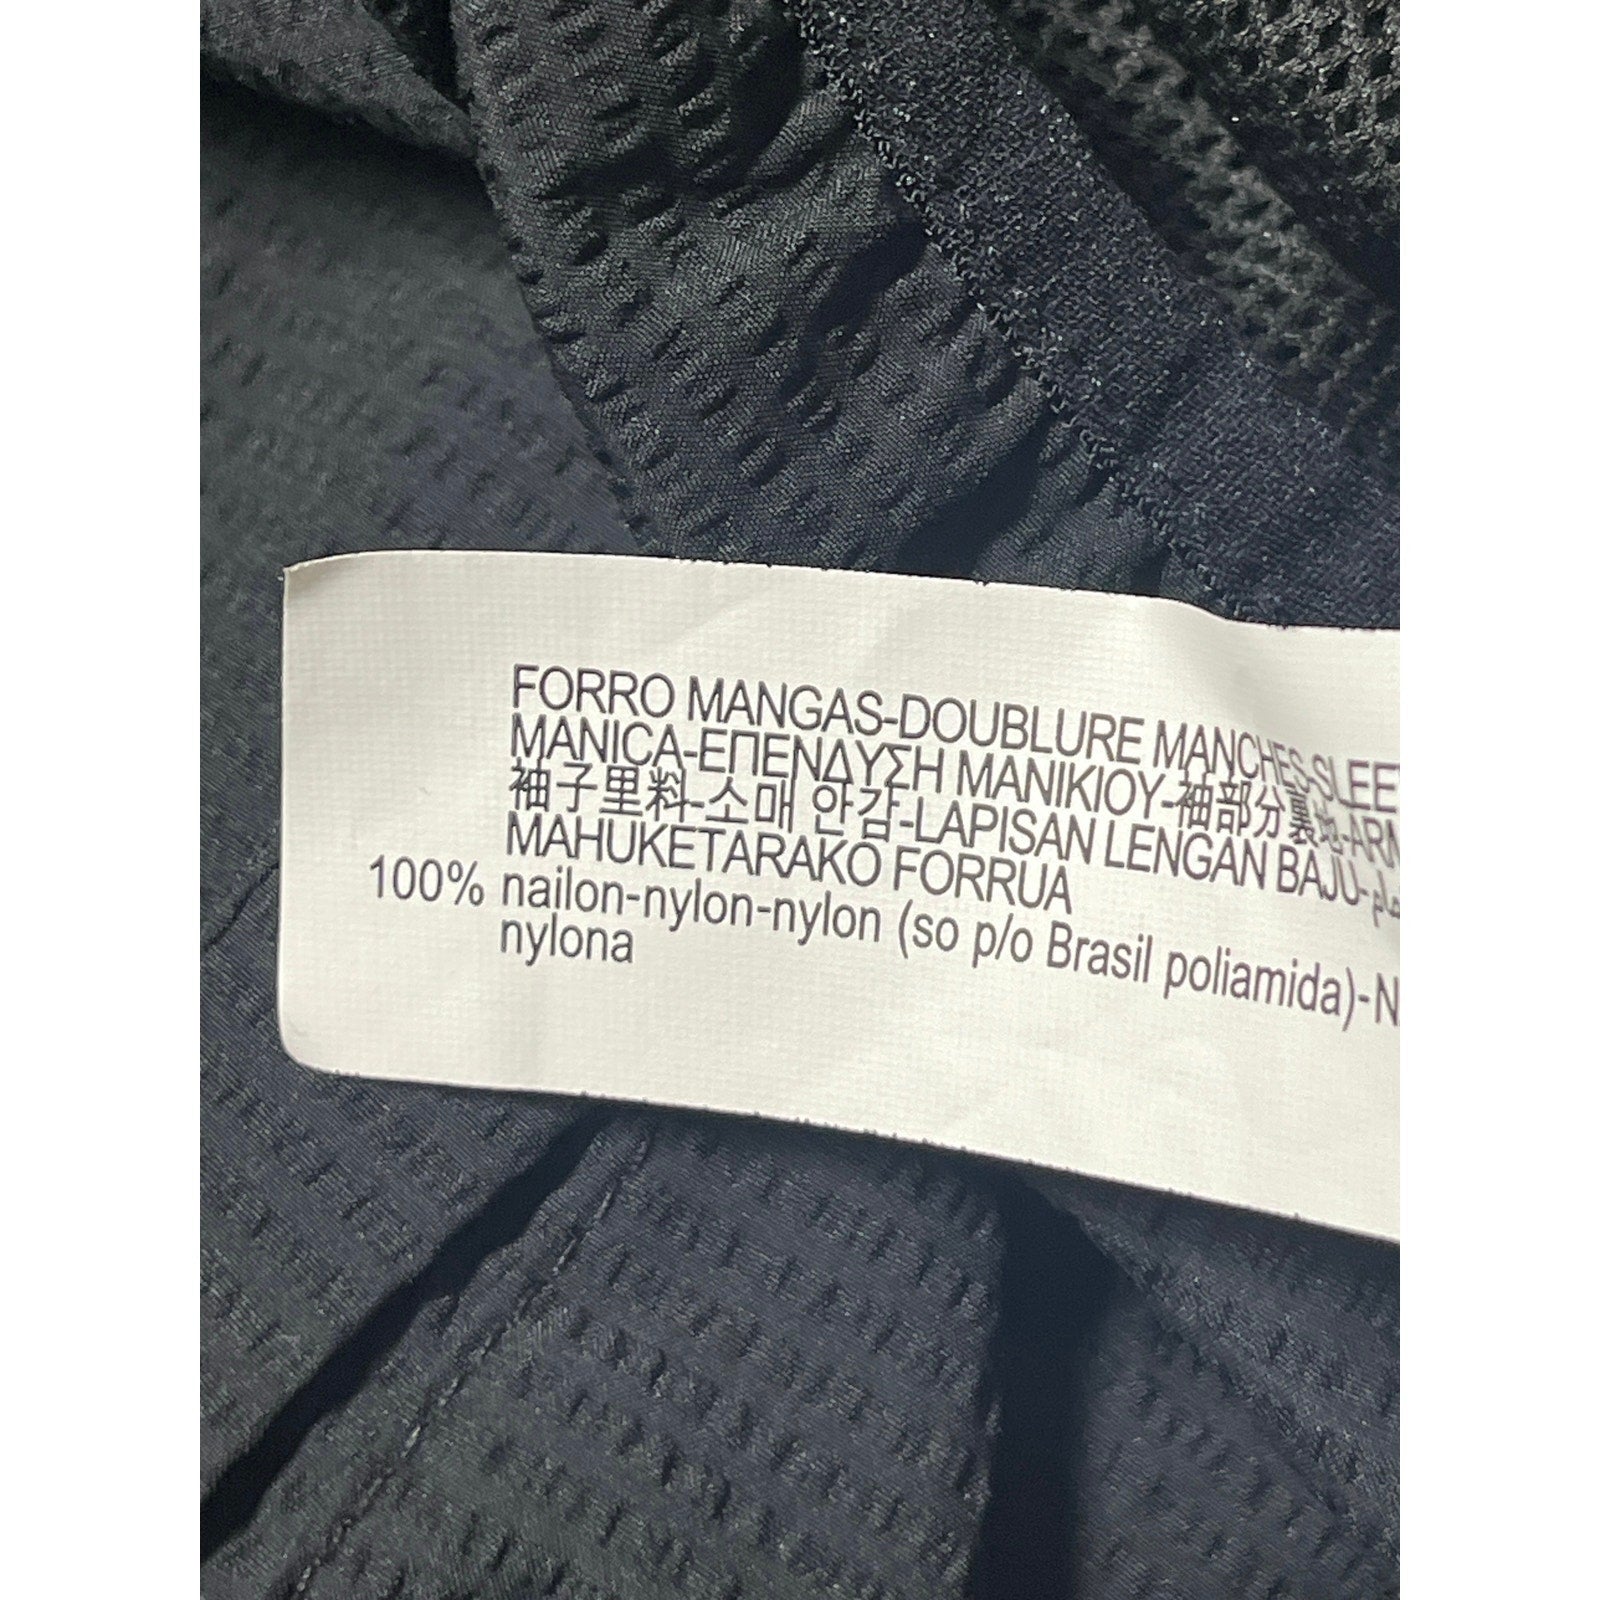 FORRO MANGAS-DOUBLURE MANCHES-SLEE
MANICA-ΕΠΕΝΔΥΣΗ ΜΑΝΙΚΙΟΥ-袖部分裏地-ARM
袖子里料-소매 안감-LAPISAN LENGAN BAJU-
MAHUKETARAKO FORRUA
100% nailon-nylon-nylon (so p/o Brasil poliamida)-N
nylona